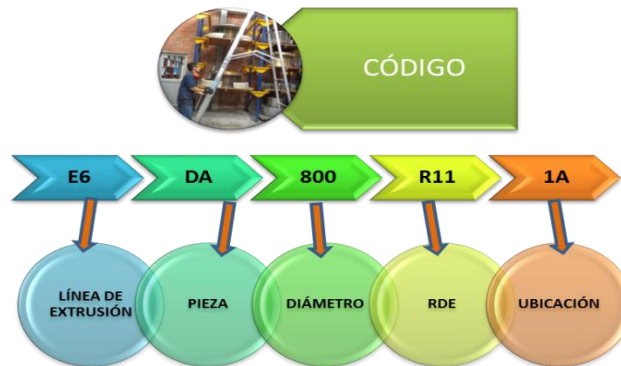 CÓDIGO
E6 DA 800 R11 1A
LÍNEA DE
EXTRUSIÓN
PIEZA
DIÁMETRO
RDE
UBICACIÓN